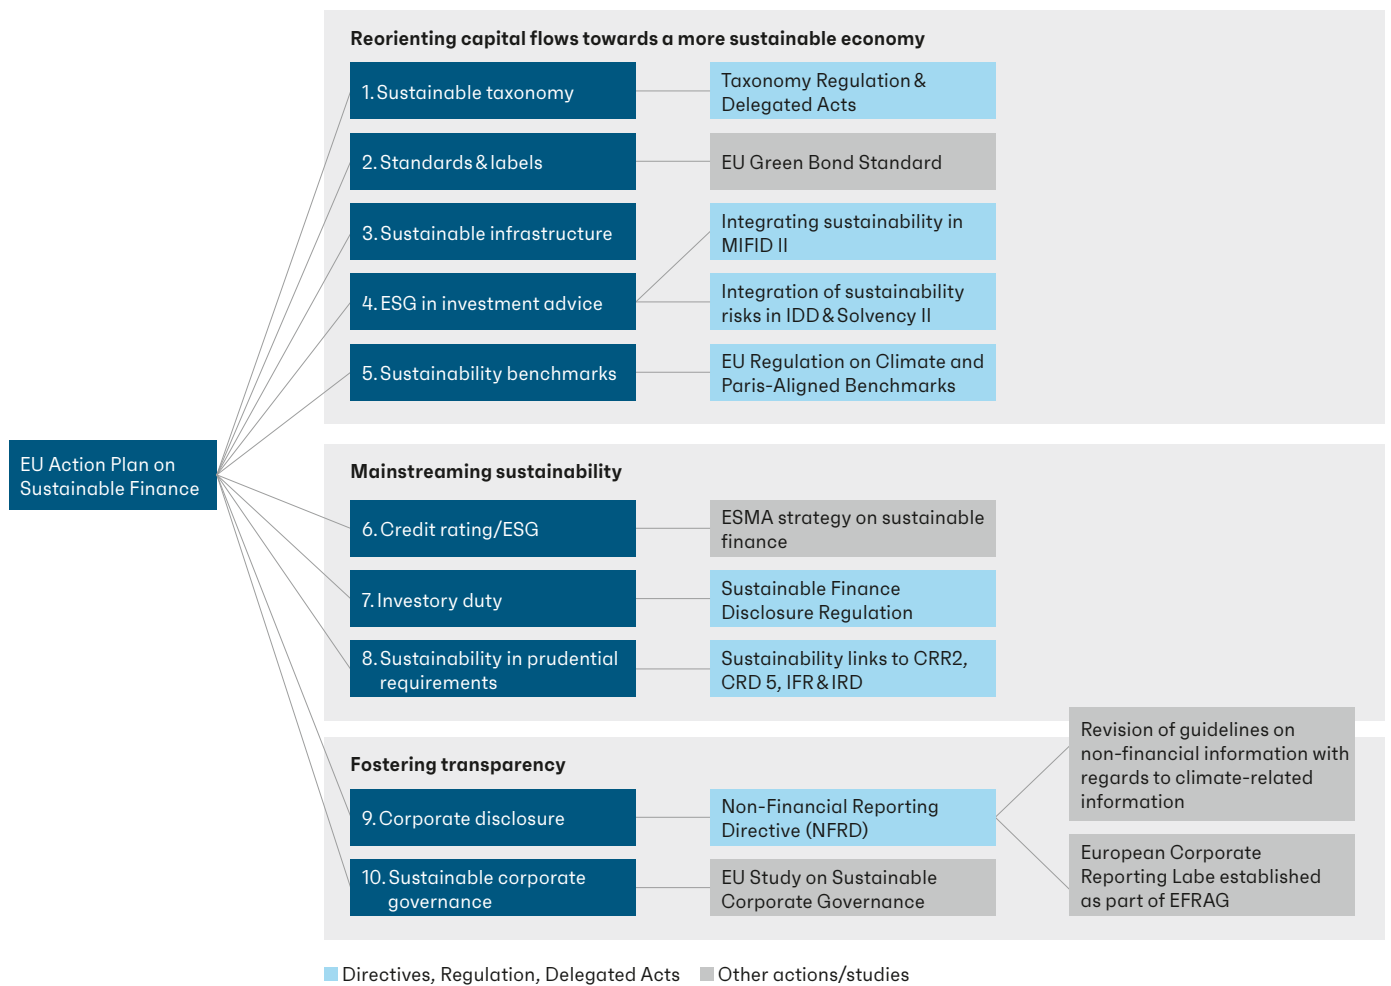 Reorienting capital flows towards a more sustainable economy
1. Sustainable taxonomy
Taxonomy Regulation &
Delegated Acts
2. Standards & labels
EU Green Bond Standard
3. Sustainable infrastructure
Integrating sustainability in
MIFID II
4. ESG in investment advice
Integration of sustainability
risks in IDD & Solvency II
5. Sustainability benchmarks
EU Regulation on Climate and
Paris-Aligned Benchmarks
EU Action Plan on
Sustainable Finance
Mainstreaming sustainability
6. Credit rating/ESG
ESMA strategy on sustainable
finance
7. Investory duty
Sustainable Finance
Disclosure Regulation
8. Sustainability in prudential
requirements
Sustainability links to CRR2,
CRD 5, IFR & IRD
Fostering transparency
9. Corporate disclosure
Non-Financial Reporting
Directive (NFRD)
Revision of guidelines on
non-financial information with
regards to climate-related
information
10. Sustainable corporate
governance
EU Study on Sustainable
Corporate Governance
European Corporate
Reporting Labe established
as part of EFRAG
Directives, Regulation, Delegated Acts
Other actions/studies